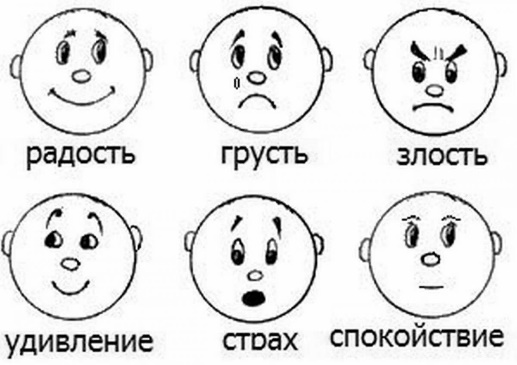 радость грусть злость
удивление страх спокойствие